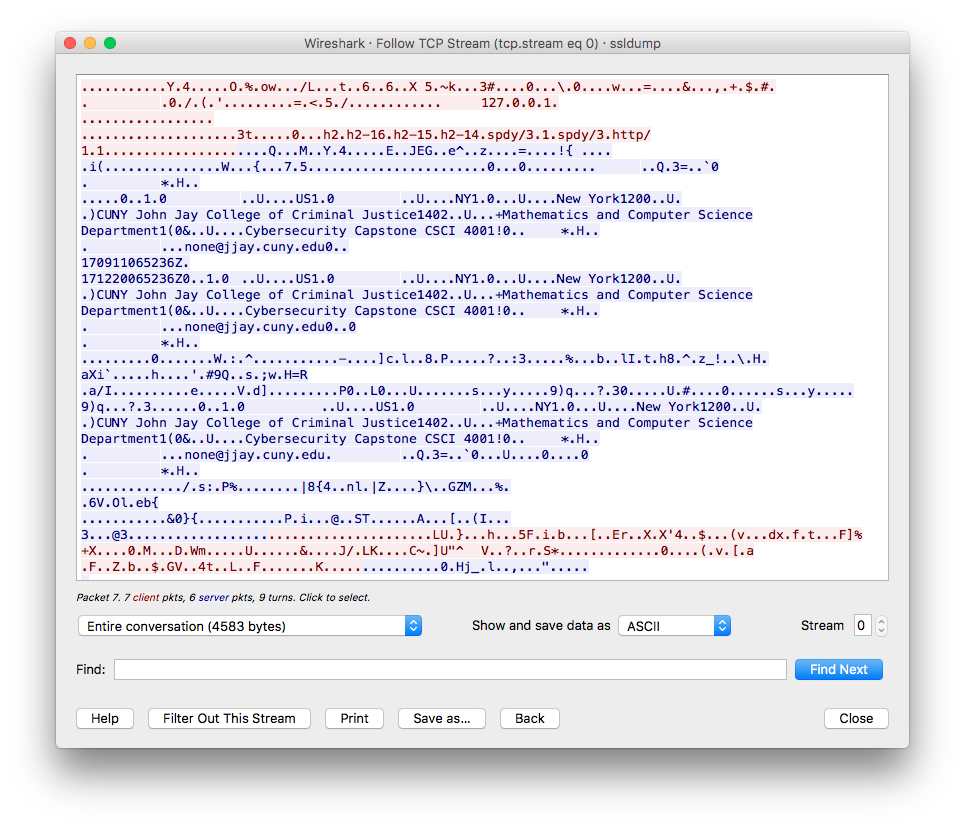 Wireshark · Follow TCP Stream (tcp.stream eq 0) · ssldump
...........Y.4.....O.%.ow.../L...t..6..6..X 5.~k...3#....0...\.0....w...=....&...,.+.$.#.
. .0./.(.'.........=.<.5./............ 127.0.0.1.
.................
....................3t.....0...h2.h2-16.h2-15.h2-14.spdy/3.1.spdy/3.http/
1.1.....................Q...M..Y.4.....E..JEG..e^..z....=....!{ ....
.i(...............W...{...7.5.......................0...0......... ..Q.3=..`0
. *.H..
.....0..1.0 ..U....US1.0 ..U....NY1.0...U....New York1200..U.
.)CUNY John Jay College of Criminal Justice1402..U...+Mathematics and Computer Science
Department1(0&..U....Cybersecurity Capstone CSCI 4001!0.. *.H..
. ...none@jjay.cuny.edu0..
170911065236Z.
171220065236Z0..1.0 ..U....US1.0 ..U....NY1.0...U....New York1200..U.
.)CUNY John Jay College of Criminal Justice1402..U...+Mathematics and Computer Science
Department1(0&..U....Cybersecurity Capstone CSCI 4001!0.. *.H..
. ...none@jjay.cuny.edu0..0
. *.H..
.........0.......W.:.^...........—....]c.l..8.P.....?..:3.....%...b..lI.t.h8.^.z_!..\.H.
aXi`.....h....'.#9Q..s.;w.H=R
.a/I..........e.....V.d].........P0..L0...U.......s...y.....9)q...?.30.....U.#....0......s...y.....
9)q...?.3......0..1.0 ..U....US1.0 ..U....NY1.0...U....New York1200..U.
.)CUNY John Jay College of Criminal Justice1402..U...+Mathematics and Computer Science
Department1(0&..U....Cybersecurity Capstone CSCI 4001!0.. *.H..
. ...none@jjay.cuny.edu. ..Q.3=..`0...U....0....0
. *.H..
............./.s:.P%........|8{4..nl.|Z....}\..GZM...%.
.6V.Ol.eb{
...........&0}{...........P.i...@..ST......A...[..(I...
3...@3......................................LU.}...h...5F.i.b...[..Er..X.X'4..$...(v...dx.f.t...F]%
+X....0.M...D.Wm.....U......&....J/.LK....C~.]U"^ V..?..r.S*.............0....(.v.[.a
.F..Z.b..$.GV..4t..L..F.......K...............0.Hj_.l..,...".....
Packet 7. 7 client pkts, 6 server pkts, 9 turns. Click to select.
Entire conversation (4583 bytes) Show and save data as ASCII Stream 0
Find: Find Next
Help Filter Out This Stream Print Save as... Back Close